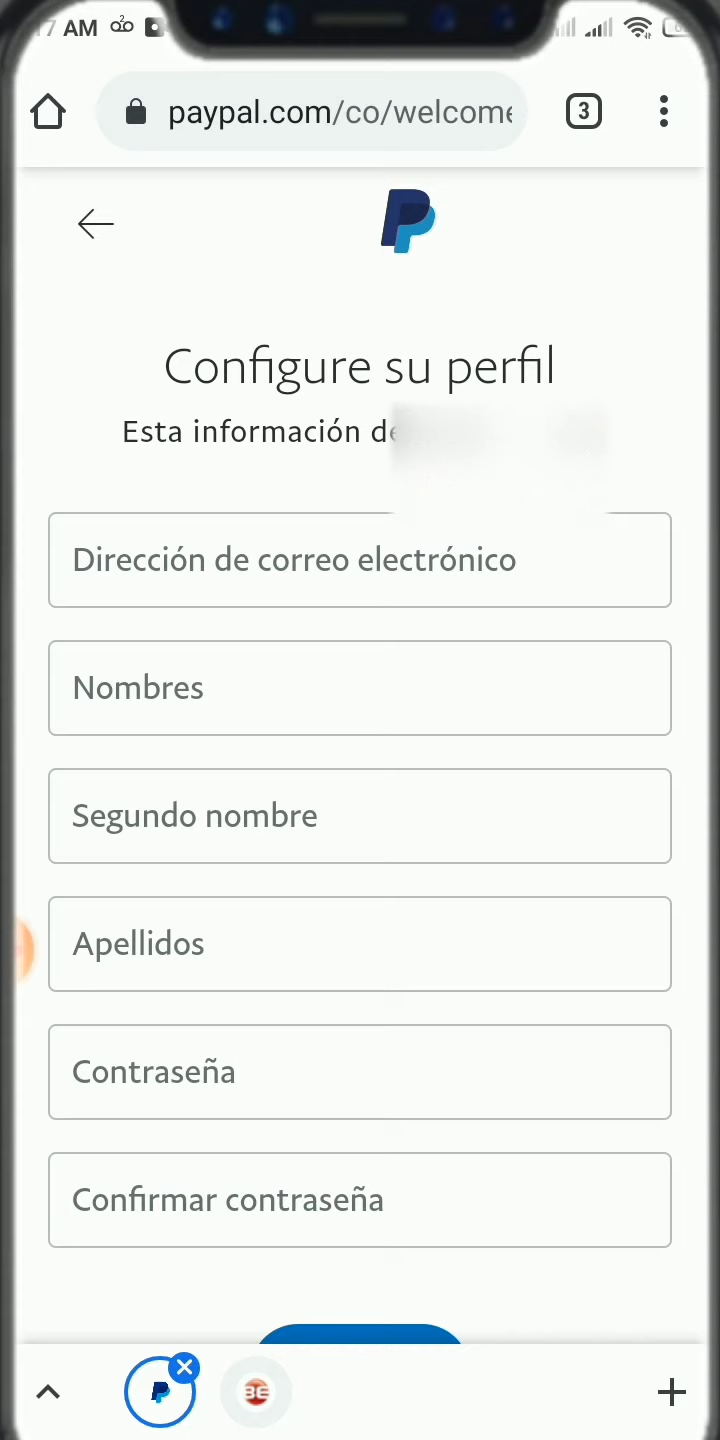 AM
paypal.com/co/welcome
3
Configure su perfil
Esta información
Dirección de correo electrónico
Nombres
Segundo nombre
Apellidos
Contraseña
Confirmar contraseña
BE